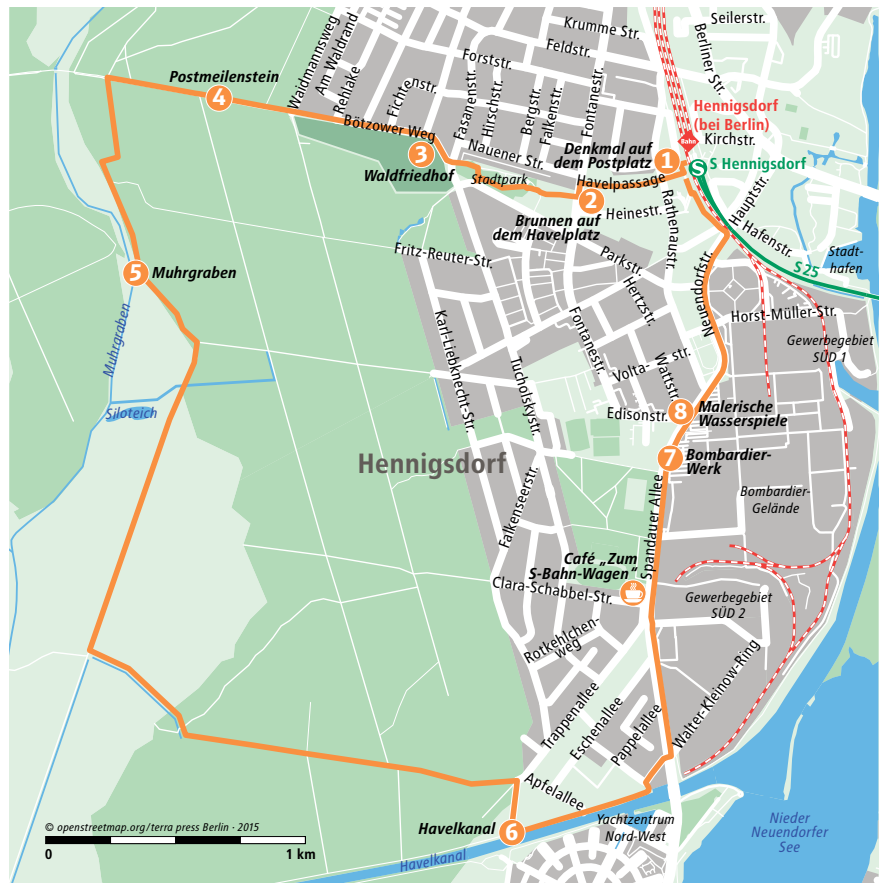 Krumme Str.
Seilerstr.
Berliner Str.
Feldstr.
Forststr.
Waidmannsweg
Am Waldrand
Rehlake
Fichtenstr.
Fasanenstr.
Hirschstr.
Bergstr.
Falkenstr.
Fontanestr.
Postmeilenstein
4
Bötzower Weg
Nauener Str.
Hennigsdorf
(bei Berlin)
Bahn
Kirchstr.
Denkmal auf
dem Postplatz
1
S
S Hennigsdorf
3
Waldfriedhof
Stadtpark
Havelpassage
2
Heinestr.
Brunnen auf
dem Havelplatz
Rathenaustr.
Hauptstr.
Hafenstr.
S 25
Stadt-
hafen
Fritz-Reuter-Str.
Parkstr.
Hertzstr.
Neuendorfstr.
5
Muhrgraben
Muhrgraben
Siloteich
Karl-Liebknecht-Str.
Tucholskystr.
Fontanestr.
Volta- str.
Wattstr.
Horst-Müller-Str.
Gewerbegebiet
SÜD 1
Edisonstr.
8
Malerische
Wasserspiele
7
Bombardier-
Werk
Hennigsdorf
Bombardier-
Gelände
Falkenseerstr.
Spandauer Allee
Café „Zum
S-Bahn-Wagen“
Clara-Schabbel-Str.
Gewerbegebiet
SÜD 2
Rotkehlchen-
weg
Trappenallee
Eschenallee
Pappelallee
Walter-Kleinow-Ring
Apfelallee
Havelkanal
6
Havelkanal
Yachtzentrum
Nord-West
Nieder
Neuendorfer
See
© openstreetmap.org/terra press Berlin · 2015
0
1 km